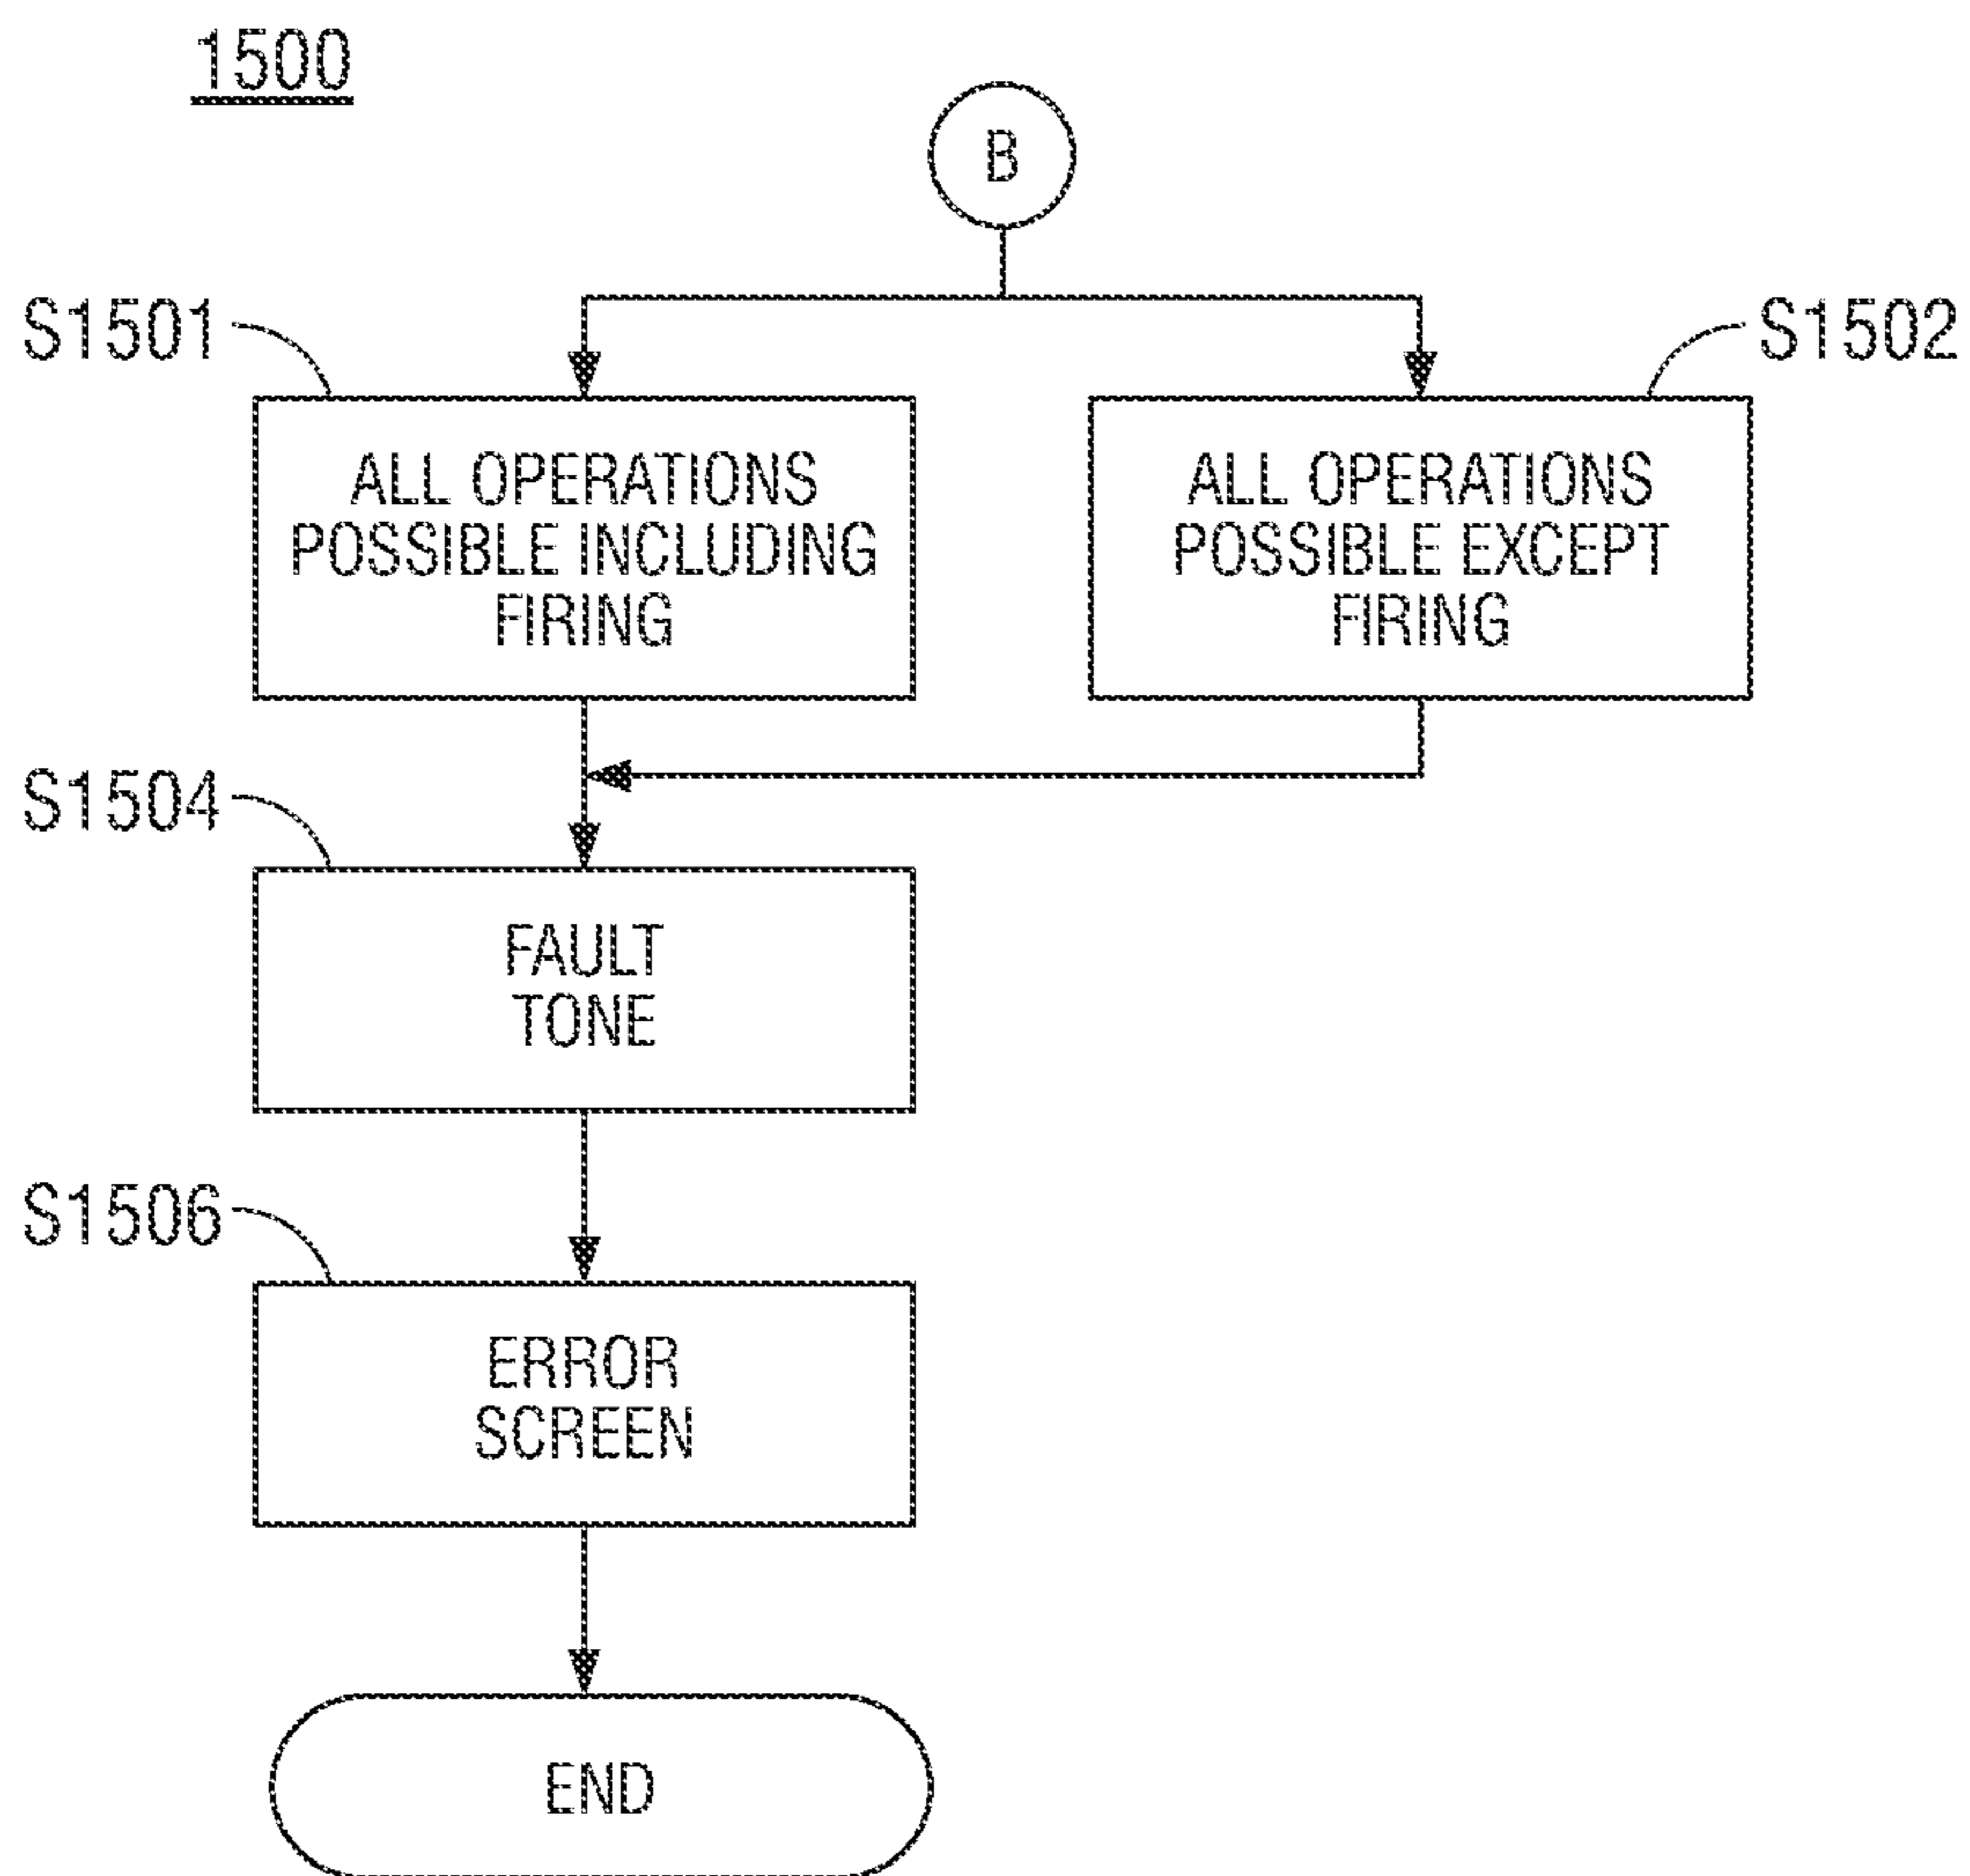 1500
B
S1501
S1502
ALL OPERATIONS
POSSIBLE INCLUDING
FIRING
ALL OPERATIONS
POSSIBLE EXCEPT
FIRING
S1504
FAULT
TONE
S1506
ERROR
SCREEN
END